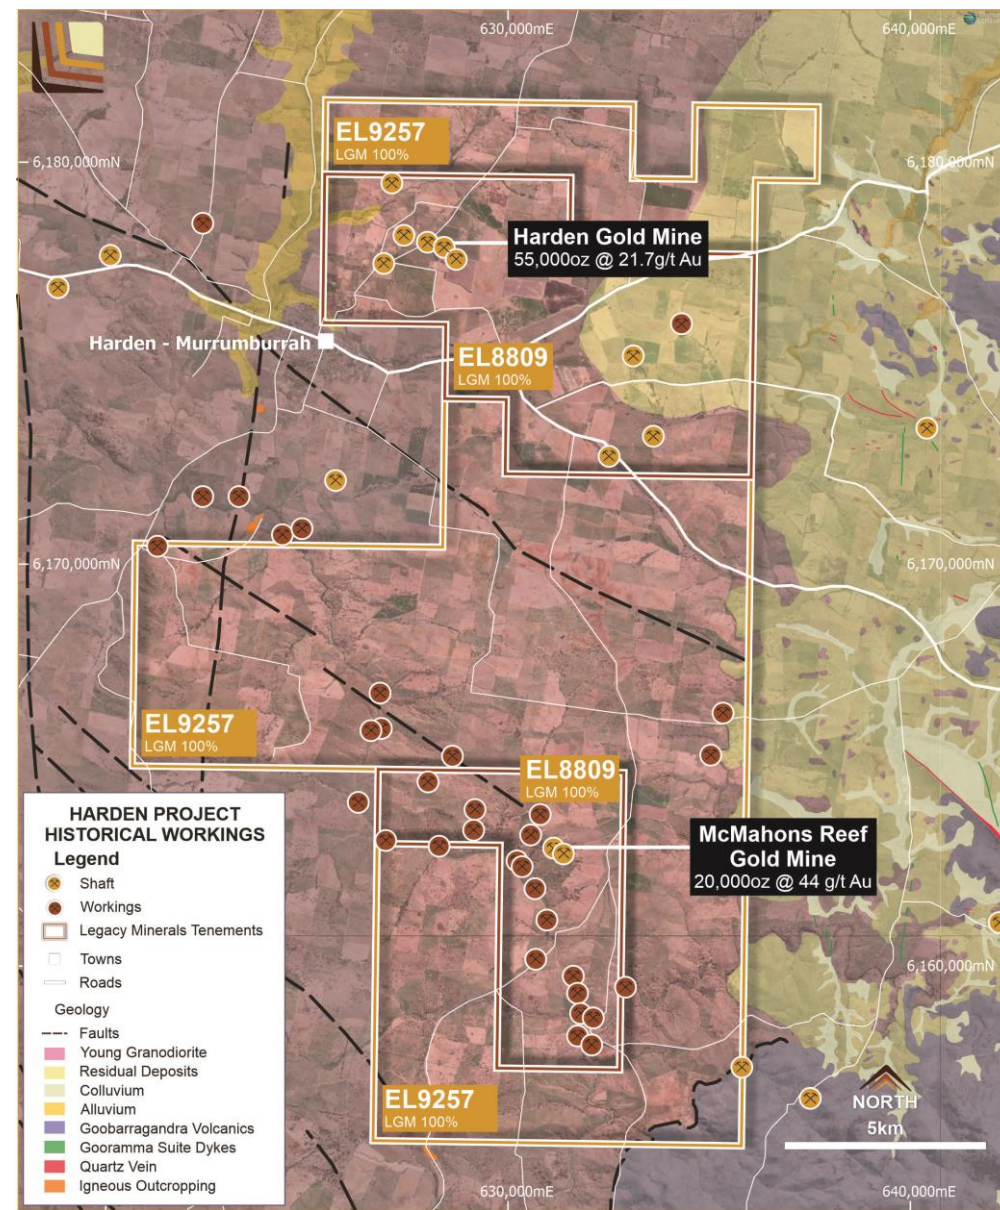 630,000mE
640,000mE
EL9257
LGM 100%
6,180,000mN
6,180,000mN
Harden Gold Mine
55,000oz @ 21.7g/t Au
Harden - Murrumburrah
EL8809
LGM 100%
6,170,000mN
6,170,000mN
EL9257
LGM 100%
EL8809
LGM 100%
McMahons Reef
Gold Mine
20,000oz @ 44 g/t Au
HARDEN PROJECT
HISTORICAL WORKINGS
Legend
Shaft
Workings
Legacy Minerals Tenements
Towns
Roads
Geology
Faults
Young Granodiorite
Residual Deposits
Colluvium
Alluvium
Goobarragandra Volcanics
Gooramma Suite Dykes
Quartz Vein
Igneous Outcropping
6,160,000mN
EL9257
LGM 100%
NORTH
5km
630,000mE
640,000mE